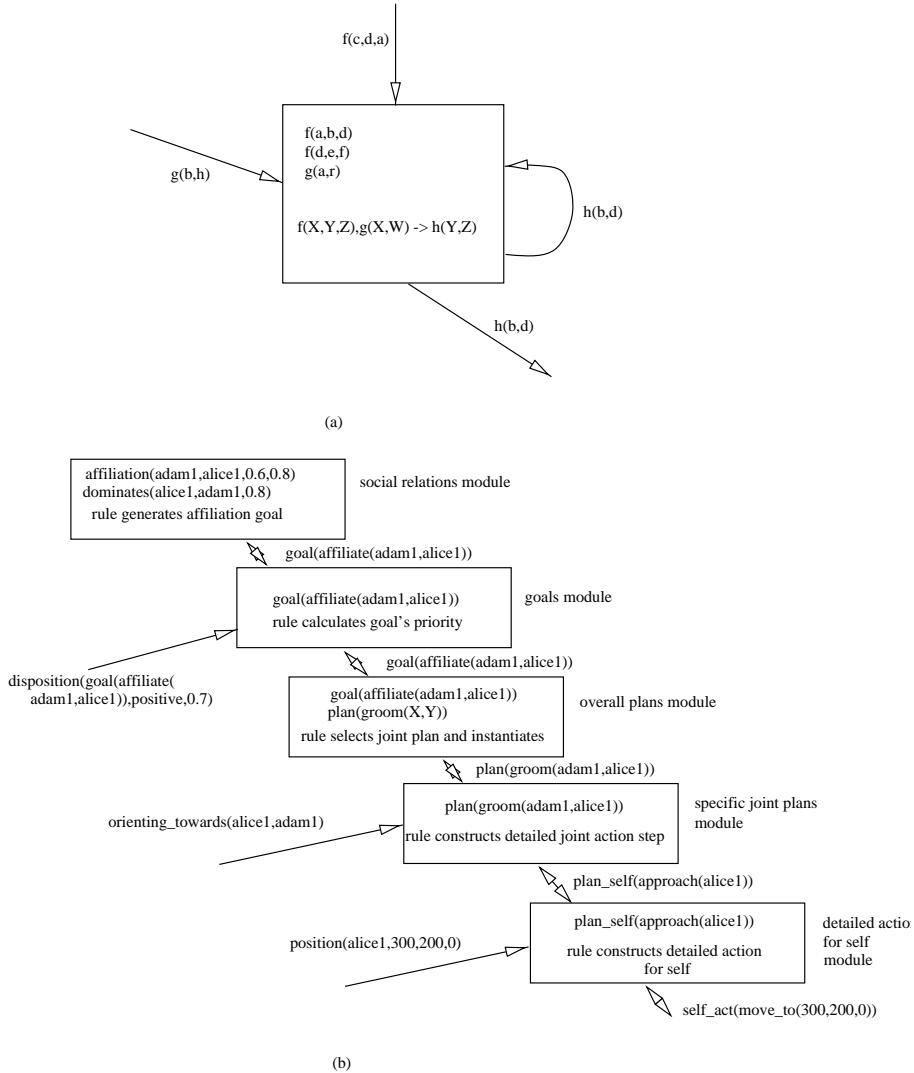 f(c,d,a)
f(a,b,d)
f(d,e,f)
g(a,r)
g(b,h)
h(b,d)
f(X,Y,Z),g(X,W) -> h(Y,Z)
h(b,d)
(a)
affiliation(adam1,alice1,0.6,0.8)
dominates(alice1,adam1,0.8)
rule generates affiliation goal
social relations module
goal(affiliate(adam1,alice1))
goal(affiliate(adam1,alice1))
rule calculates goal's priority
goals module
disposition(goal(affiliate(
adam1,alice1)),positive,0.7)
goal(affiliate(adam1,alice1))
goal(affiliate(adam1,alice1))
plan(groom(X,Y))
rule selects joint plan and instantiates
overall plans module
plan(groom(adam1,alice1))
orienting_towards(alice1,adam1)
plan(groom(adam1,alice1))
rule constructs detailed joint action step
specific joint plans
module
plan_self(approach(alice1))
position(alice1,300,200,0)
plan_self(approach(alice1))
rule constructs detailed action
for self
detailed actio
for self
module
self_act(move_to(300,200,0))
(b)